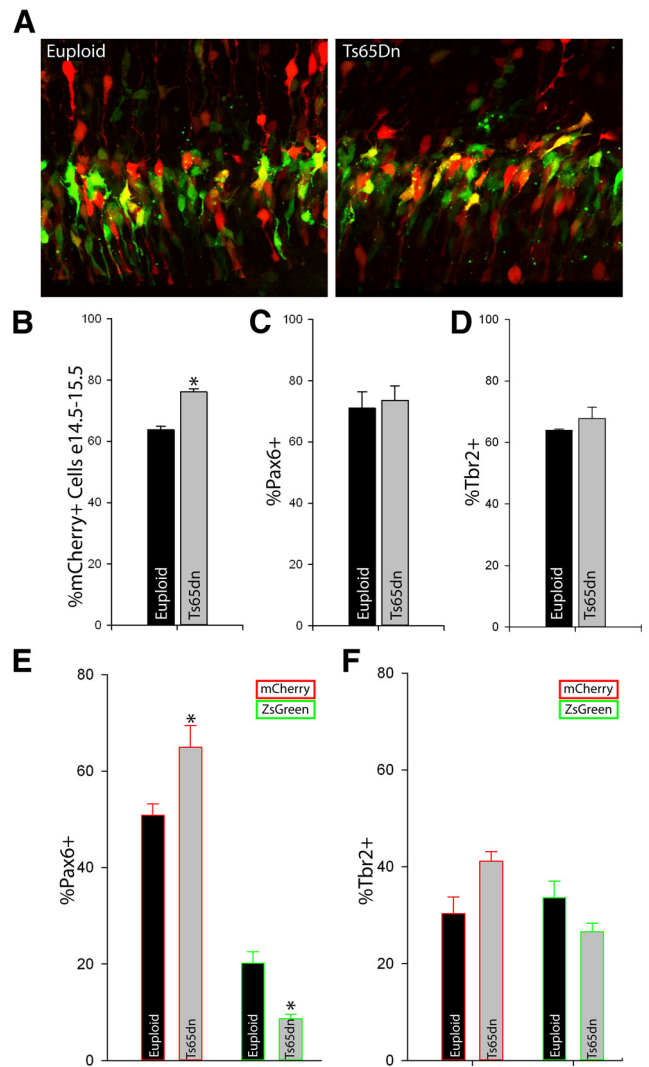 A
Euploid
Ts65Dn
B
C
D
%mCherry+ Cells e14.5-15.5
100
80
60
40
20
0
*
Euploid
Ts65dn
%Pax6+
100
80
60
40
20
0
Euploid
Ts65dn
%Tbr2+
100
80
60
40
20
0
Euploid
Ts65dn
E
F
%Pax6+
80
60
40
20
0
mCherry
ZsGreen
*
*
Euploid
Ts65dn
Euploid
Ts65dn
%Tbr2+
80
60
40
20
0
mCherry
ZsGreen
Euploid
Ts65dn
Euploid
Ts65dn